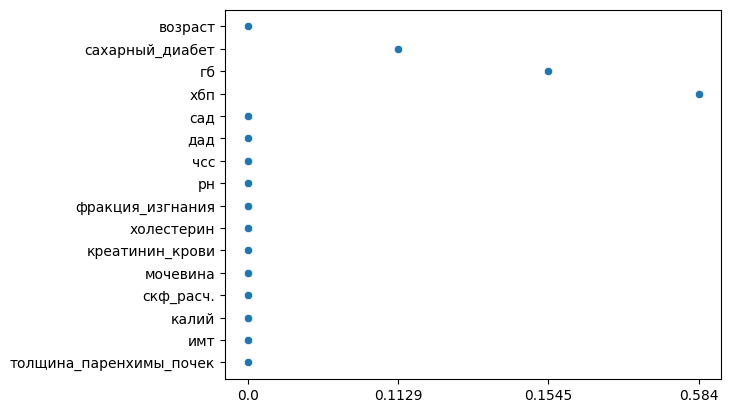 возраст
сахарный_диабет
гб
хбп
сад
дад
чсс
рн
фракция_изгнания
холестерин
креатинин_крови
мочевина
скф_расч.
калий
имт
толщина_паренхимы_почек
0.0 0.1129 0.1545 0.584